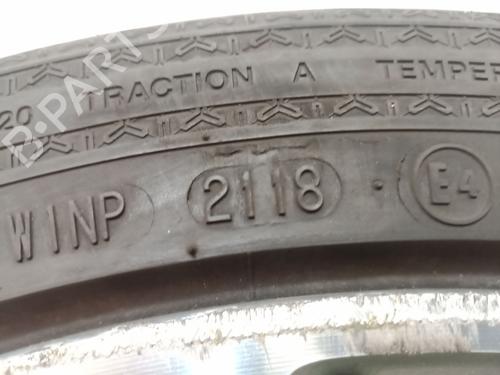 20 TRACTION A TEMPER
WINP 2118 E4
B-PARTS